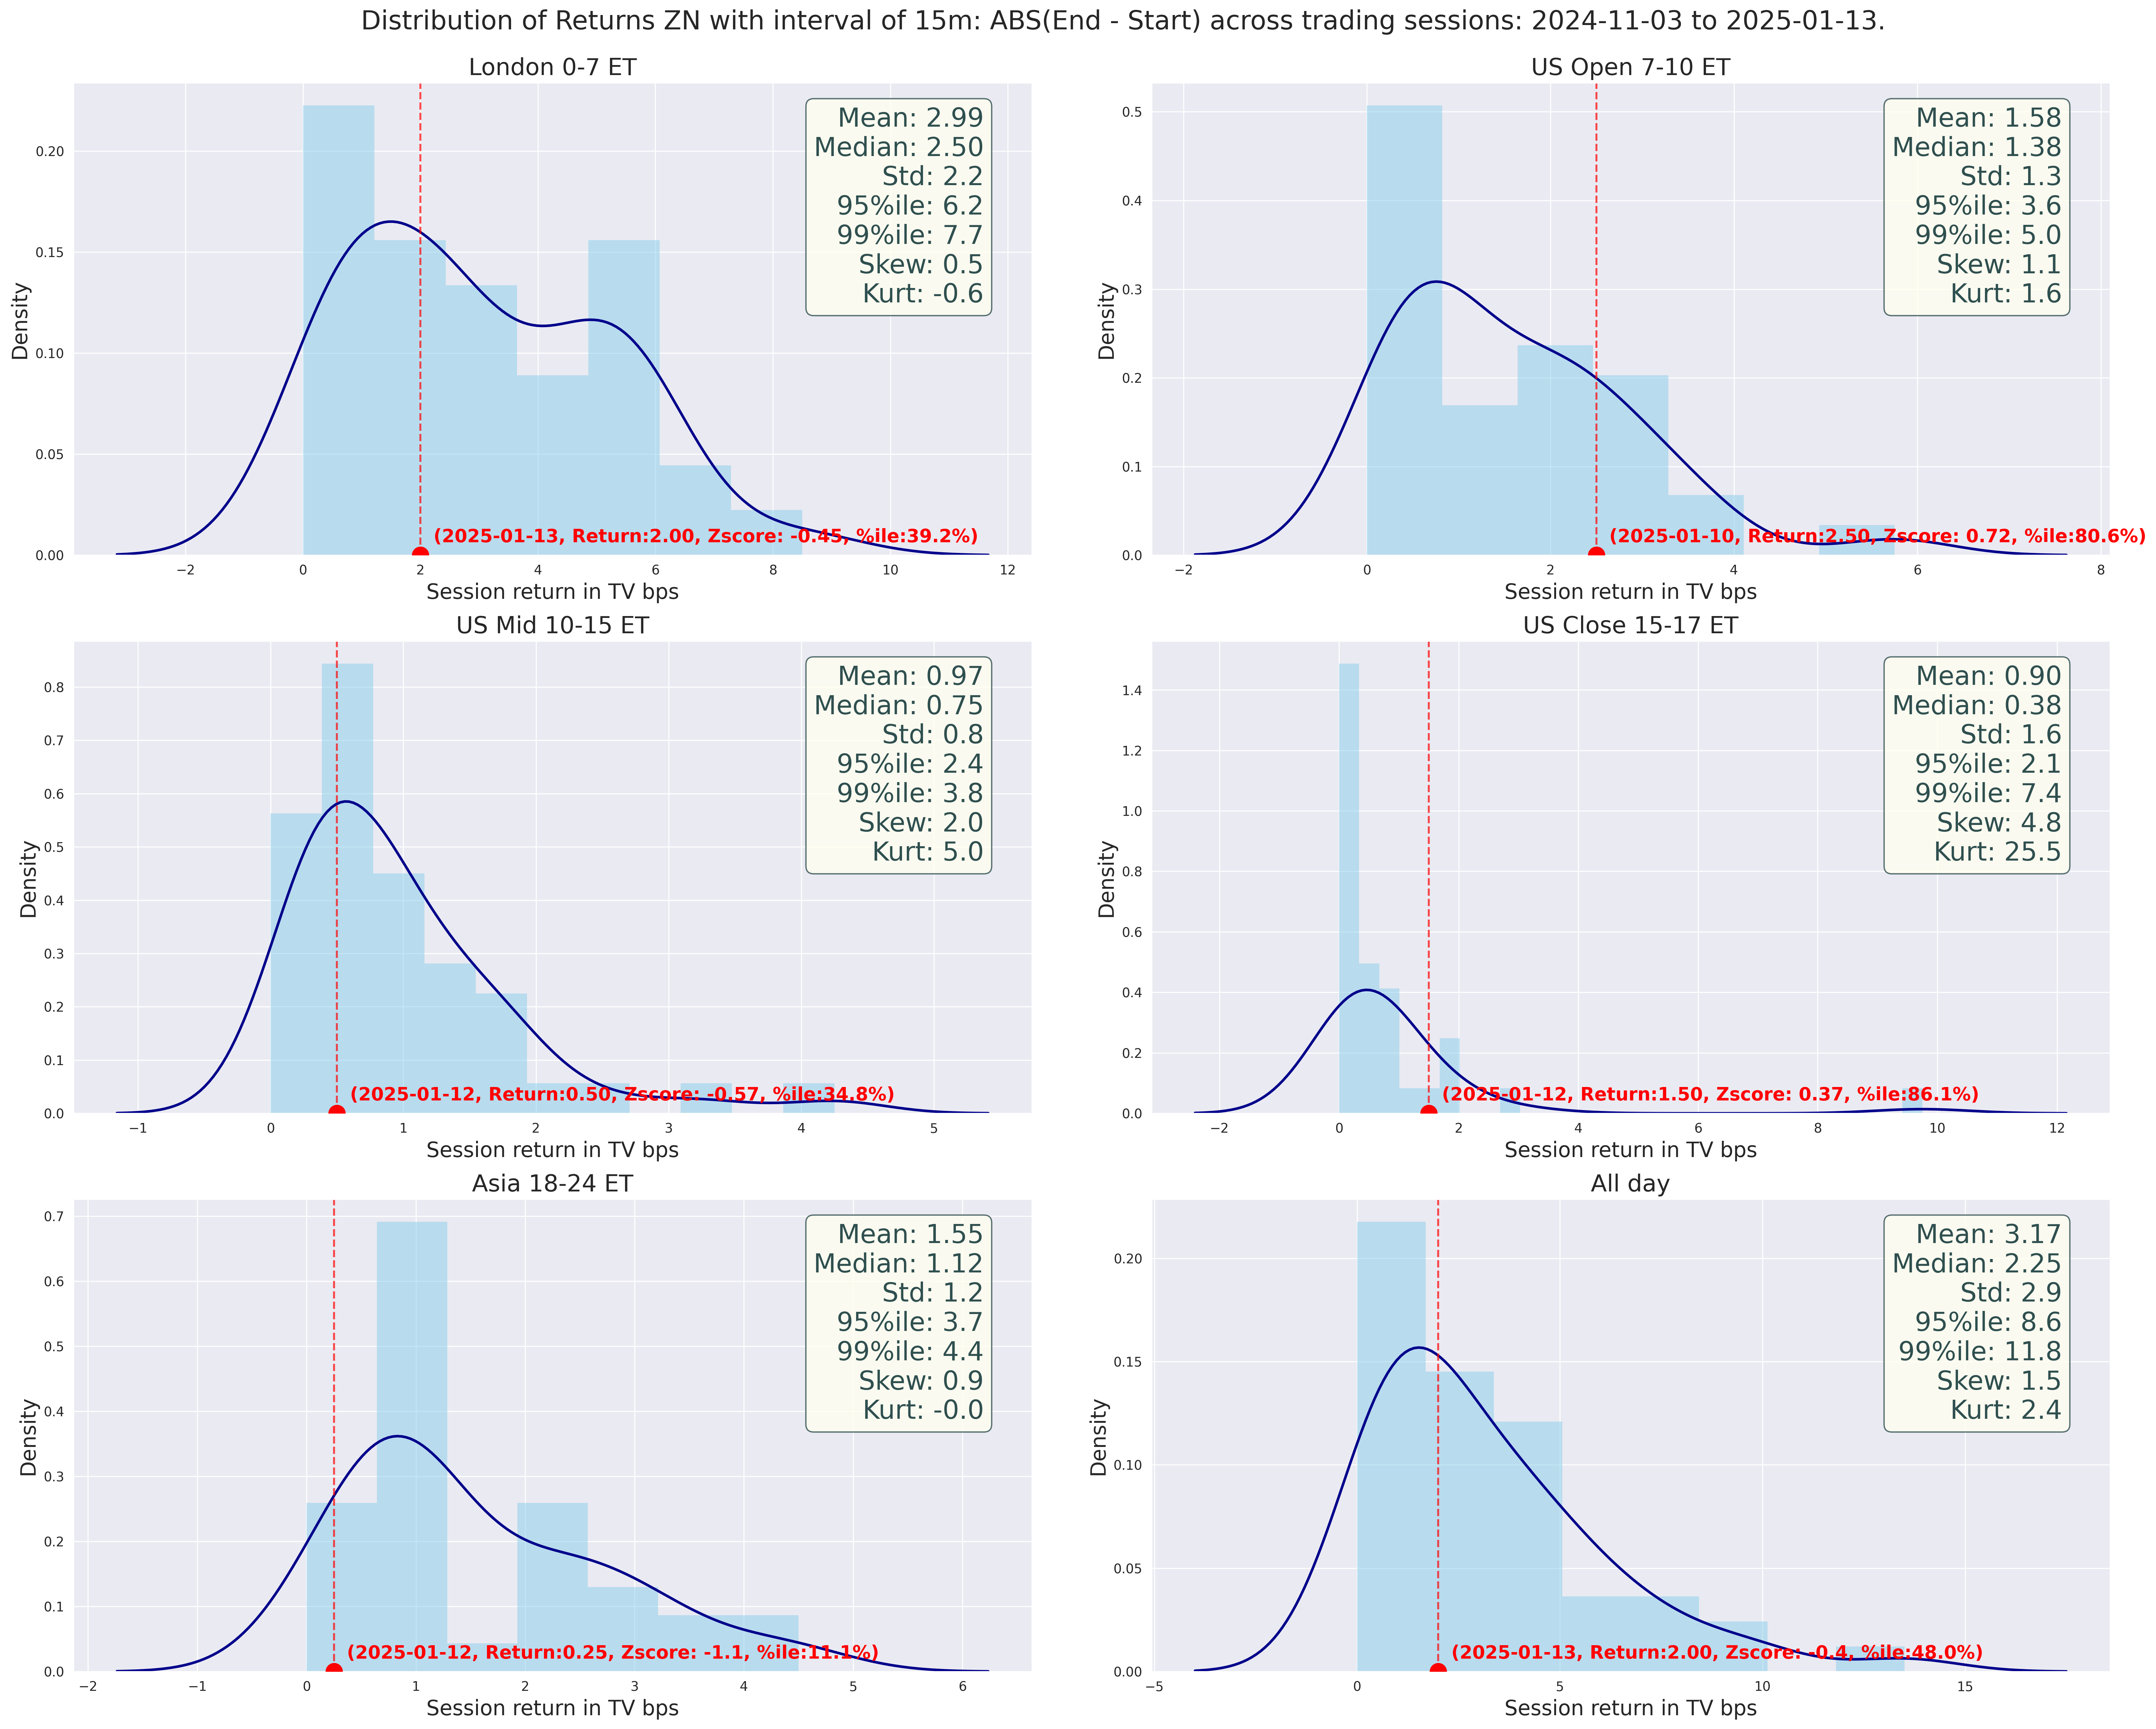 Distribution of Returns ZN with interval of 15m: ABS(End - Start) across trading sessions: 2024-11-03 to 2025-01-13.
London 0-7 ET
Density
0.20
0.15
0.10
0.05
0.00
Mean: 2.99
Median: 2.50
Std: 2.2
95%ile: 6.2
99%ile: 7.7
Skew: 0.5
Kurt: -0.6
(2025-01-13, Return:2.00, Zscore: -0.45, %ile:39.2%)
−2 0 2 4 6 8 10 12
Session return in TV bps
US Open 7-10 ET
Density
0.5
0.4
0.3
0.2
0.1
0.0
Mean: 1.58
Median: 1.38
Std: 1.3
95%ile: 3.6
99%ile: 5.0
Skew: 1.1
Kurt: 1.6
(2025-01-10, Return:2.50, Zscore: 0.72, %ile:80.6%)
−2 0 2 4 6 8
Session return in TV bps
US Mid 10-15 ET
Density
0.8
0.7
0.6
0.5
0.4
0.3
0.2
0.1
0.0
Mean: 0.97
Median: 0.75
Std: 0.8
95%ile: 2.4
99%ile: 3.8
Skew: 2.0
Kurt: 5.0
(2025-01-12, Return:0.50, Zscore: -0.57, %ile:34.8%)
−1 0 1 2 3 4 5
Session return in TV bps
US Close 15-17 ET
Density
1.4
1.2
1.0
0.8
0.6
0.4
0.2
0.0
Mean: 0.90
Median: 0.38
Std: 1.6
95%ile: 2.1
99%ile: 7.4
Skew: 4.8
Kurt: 25.5
(2025-01-12, Return:1.50, Zscore: 0.37, %ile:86.1%)
−2 0 2 4 6 8 10 12
Session return in TV bps
Asia 18-24 ET
Density
0.7
0.6
0.5
0.4
0.3
0.2
0.1
0.0
Mean: 1.55
Median: 1.12
Std: 1.2
95%ile: 3.7
99%ile: 4.4
Skew: 0.9
Kurt: -0.0
(2025-01-12, Return:0.25, Zscore: -1.1, %ile:11.1%)
−2 −1 0 1 2 3 4 5 6
Session return in TV bps
All day
Density
0.20
0.15
0.10
0.05
0.00
Mean: 3.17
Median: 2.25
Std: 2.9
95%ile: 8.6
99%ile: 11.8
Skew: 1.5
Kurt: 2.4
(2025-01-13, Return:2.00, Zscore: -0.4, %ile:48.0%)
−5 0 5 10 15
Session return in TV bps